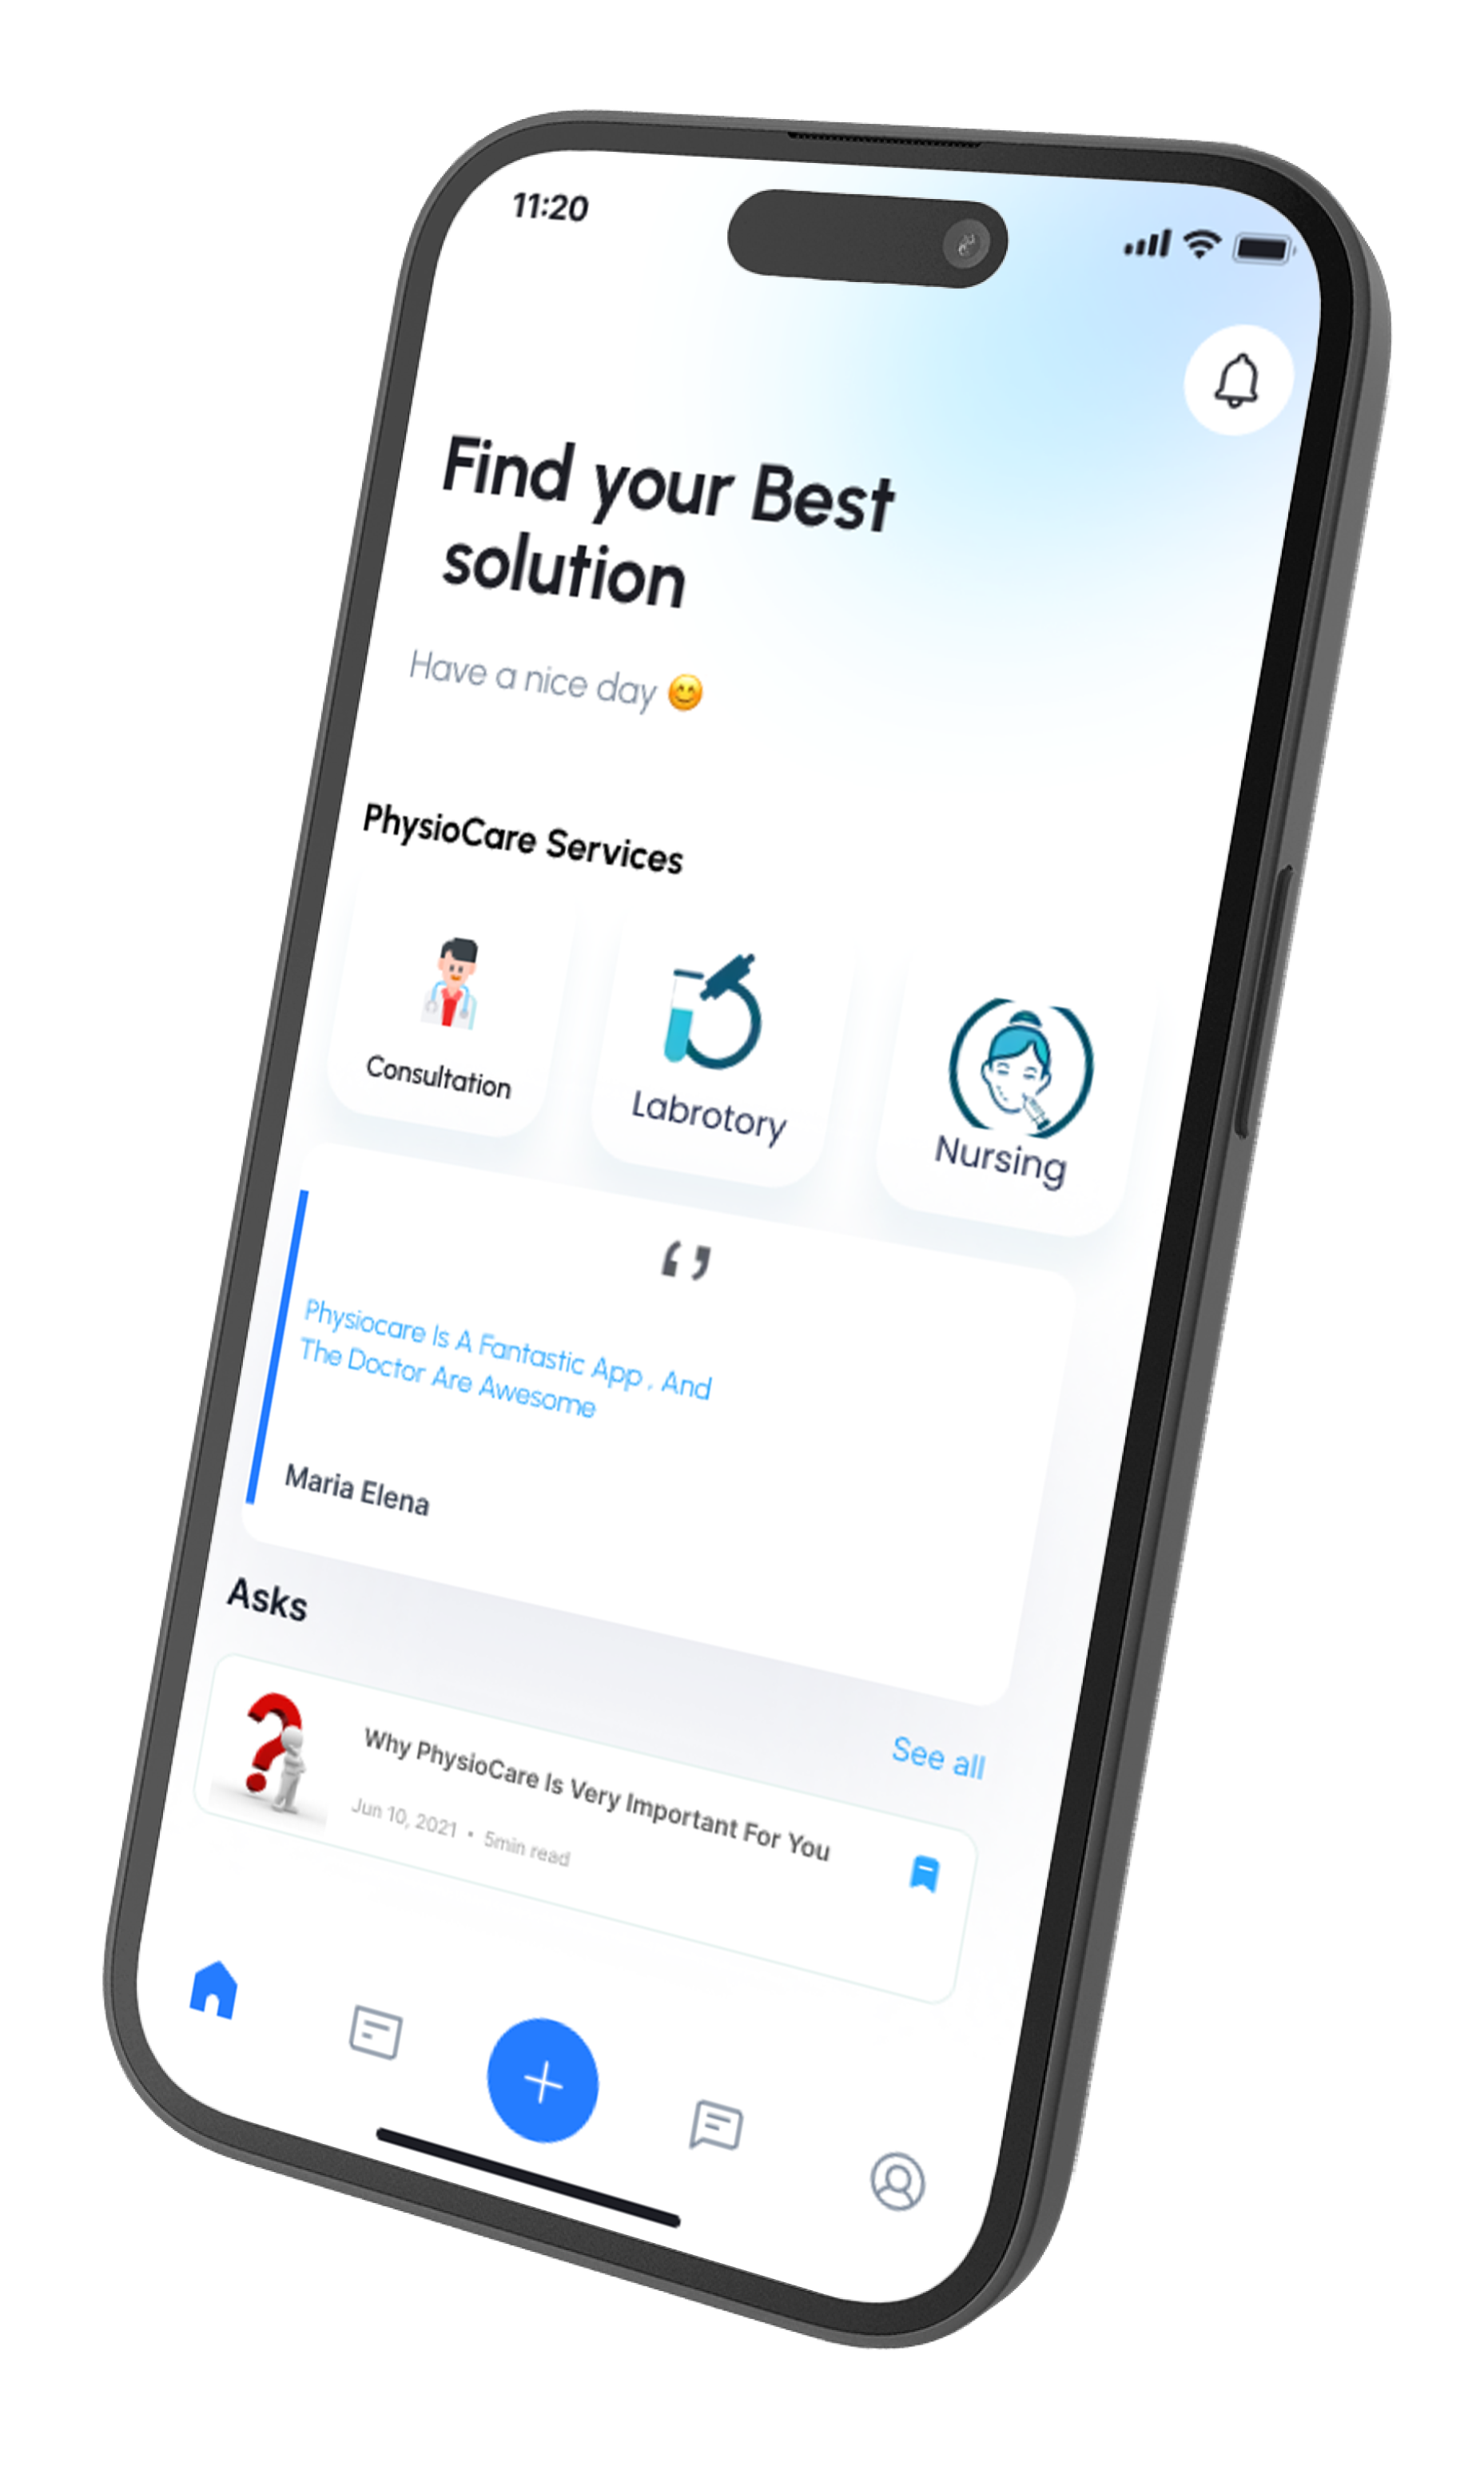 11:20
Find your Best
solution
Have a nice day 😊
PhysioCare Services
Consultation
Labrotory
Nursing
Physiocare Is A Fantastic App , And
The Doctor Are Awesome
Maria Elena
Asks
See all
Why PhysioCare Is Very Important For You
Jun 10, 2021 • 5min read